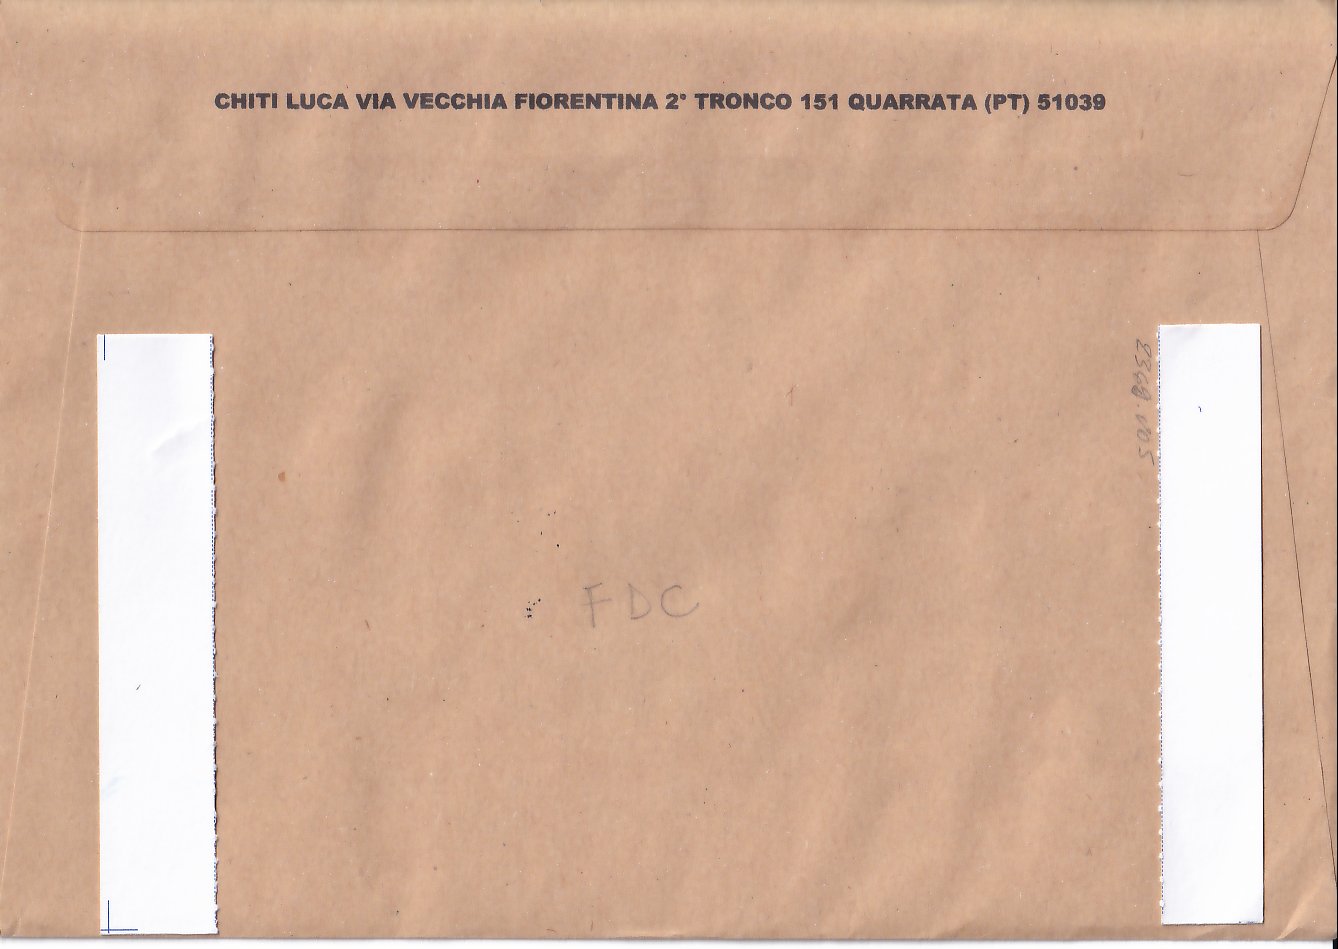 CHITI LUCA VIA VECCHIA FIORENTINA 2° TRONCO 151 QUARRATA (PT) 51039
FDC